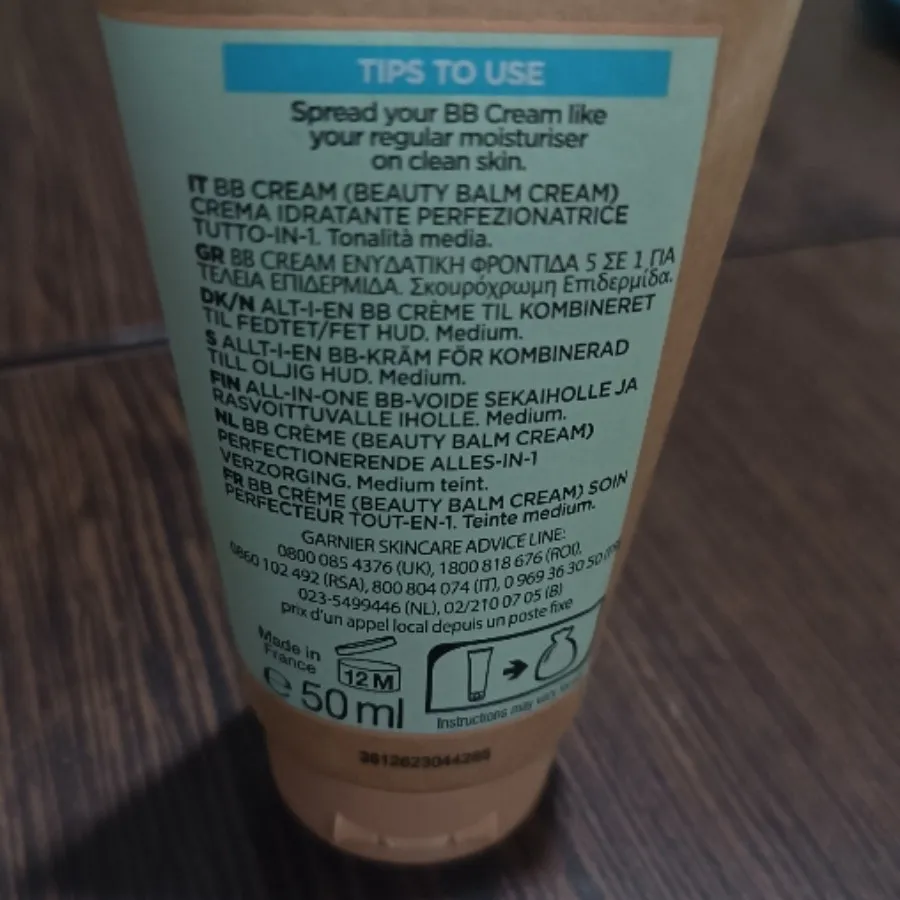 TIPS TO USE
Spread your BB Cream like
your regular moisturiser
on clean skin.
IT BB CREAM (BEAUTY BALM CREAM)
CREMA IDRATANTE PERFEZIONATRICE
TUTTO-IN-1. Tonalità media.
GR BB CREAM ΕΝΥΔΑΤΙΚΗ ΦΡΟΝΤΙΔΑ 5 ΣΕ 1 ΓΙΑ
ΤΕΛΕΙΑ ΕΠΙΔΕΡΜΙΔΑ. Σκουρόχρωμη Επιδερμίδα.
DK/N ALT-I-EN BB CRÈME TIL KOMBINERET
TIL FEDTET/FET HUD. Medium.
S ALLT-I-EN BB-KRÄM FÖR KOMBINERAD
TILL OLJIG HUD. Medium.
FIN ALL-IN-ONE BB-VOIDE SEKAIHOLLE JA
RASVOITTUVALLE IHOLLE. Medium.
NL BB CRÈME (BEAUTY BALM CREAM)
PERFECTIONERENDE ALLES-IN-1
VERZORGING. Medium teint.
FR BB CRÈME (BEAUTY BALM CREAM) SOIN
PERFECTEUR TOUT-EN-1. Teinte medium.
GARNIER SKINCARE ADVICE LINE:
0800 085 4376 (UK), 1800 818 676 (ROI),
0860 102 492 (RSA), 800 804 074 (IT), 0 969 36 30 50
023-5499446 (NL), 02/210 07 05 (B)
prix d'un appel local depuis un poste fixe
Made in
France
12 M
e 50 ml
Instructions may vary